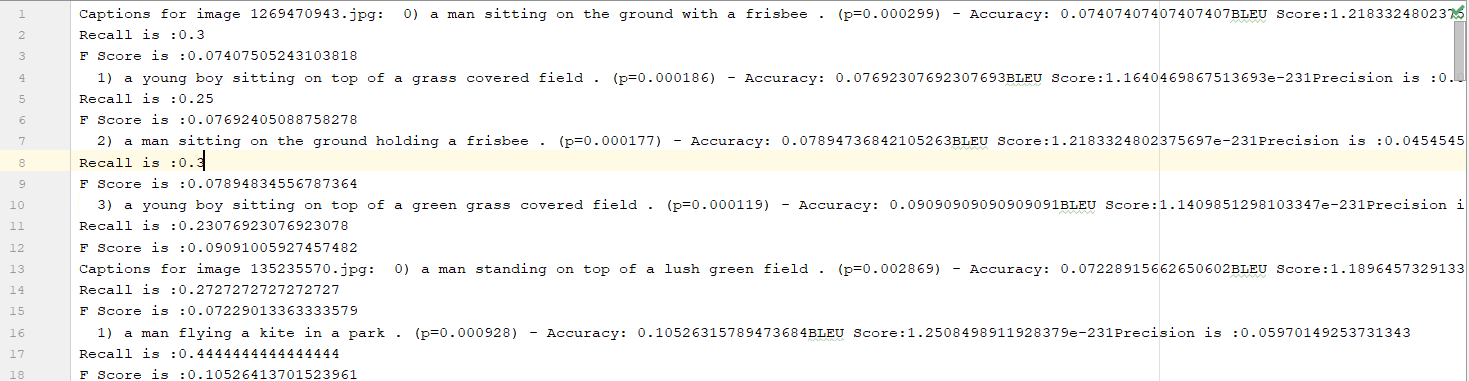 1 Captions for image 1269470943.jpg:  0) a man sitting on the ground with a frisbee . (p=0.000299) - Accuracy: 0.07407407407407407BLEU Score:1.2183324802375
2 Recall is :0.3
3 F Score is :0.07407505243103818
4   1) a young boy sitting on top of a grass covered field . (p=0.000186) - Accuracy: 0.07692307692307693BLEU Score:1.1640469867513693e-231Precision is :0.
5 Recall is :0.25
6 F Score is :0.07692405088758278
7   2) a man sitting on the ground holding a frisbee . (p=0.000177) - Accuracy: 0.07894736842105263BLEU Score:1.2183324802375697e-231Precision is :0.0454545
8 Recall is :0.3
9 F Score is :0.07894834556787364
10   3) a young boy sitting on top of a green grass covered field . (p=0.000119) - Accuracy: 0.09090909090909091BLEU Score:1.1409851298103347e-231Precision i
11 Recall is :0.23076923076923078
12 F Score is :0.09091005927457482
13 Captions for image 135235570.jpg:  0) a man standing on top of a lush green field . (p=0.002869) - Accuracy: 0.07228915662650602BLEU Score:1.1896457329133
14 Recall is :0.2727272727272727
15 F Score is :0.07229013363333579
16   1) a man flying a kite in a park . (p=0.000928) - Accuracy: 0.10526315789473684BLEU Score:1.2508498911928379e-231Precision is :0.05970149253731343
17 Recall is :0.4444444444444444
18 F Score is :0.10526413701523961